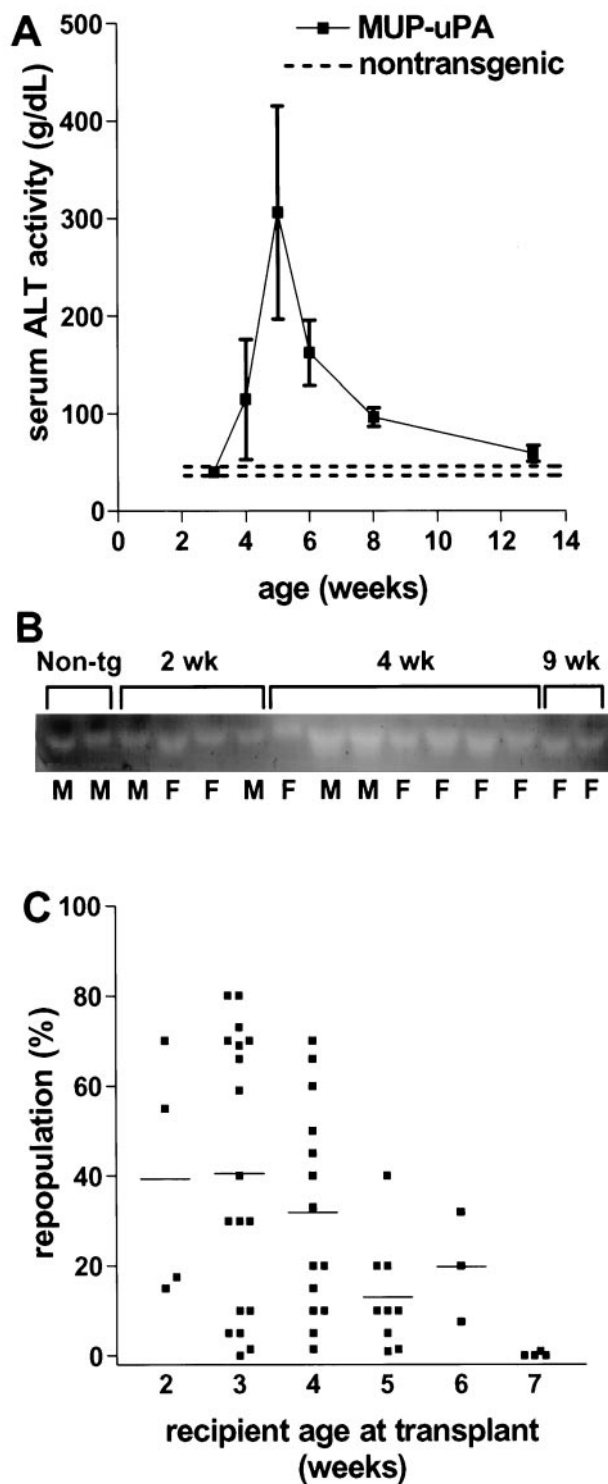 A
500
400
300
200
100
0
serum ALT activity (g/dL)
MUP-uPA
nontransgenic
0 2 4 6 8 10 12 14
age (weeks)
B
Non-tg 2 wk 4 wk 9 wk
M M M F F M F M M F F F F F F
C
100
80
60
40
20
0
repopulation (%)
2 3 4 5 6 7
recipient age at transplant
(weeks)